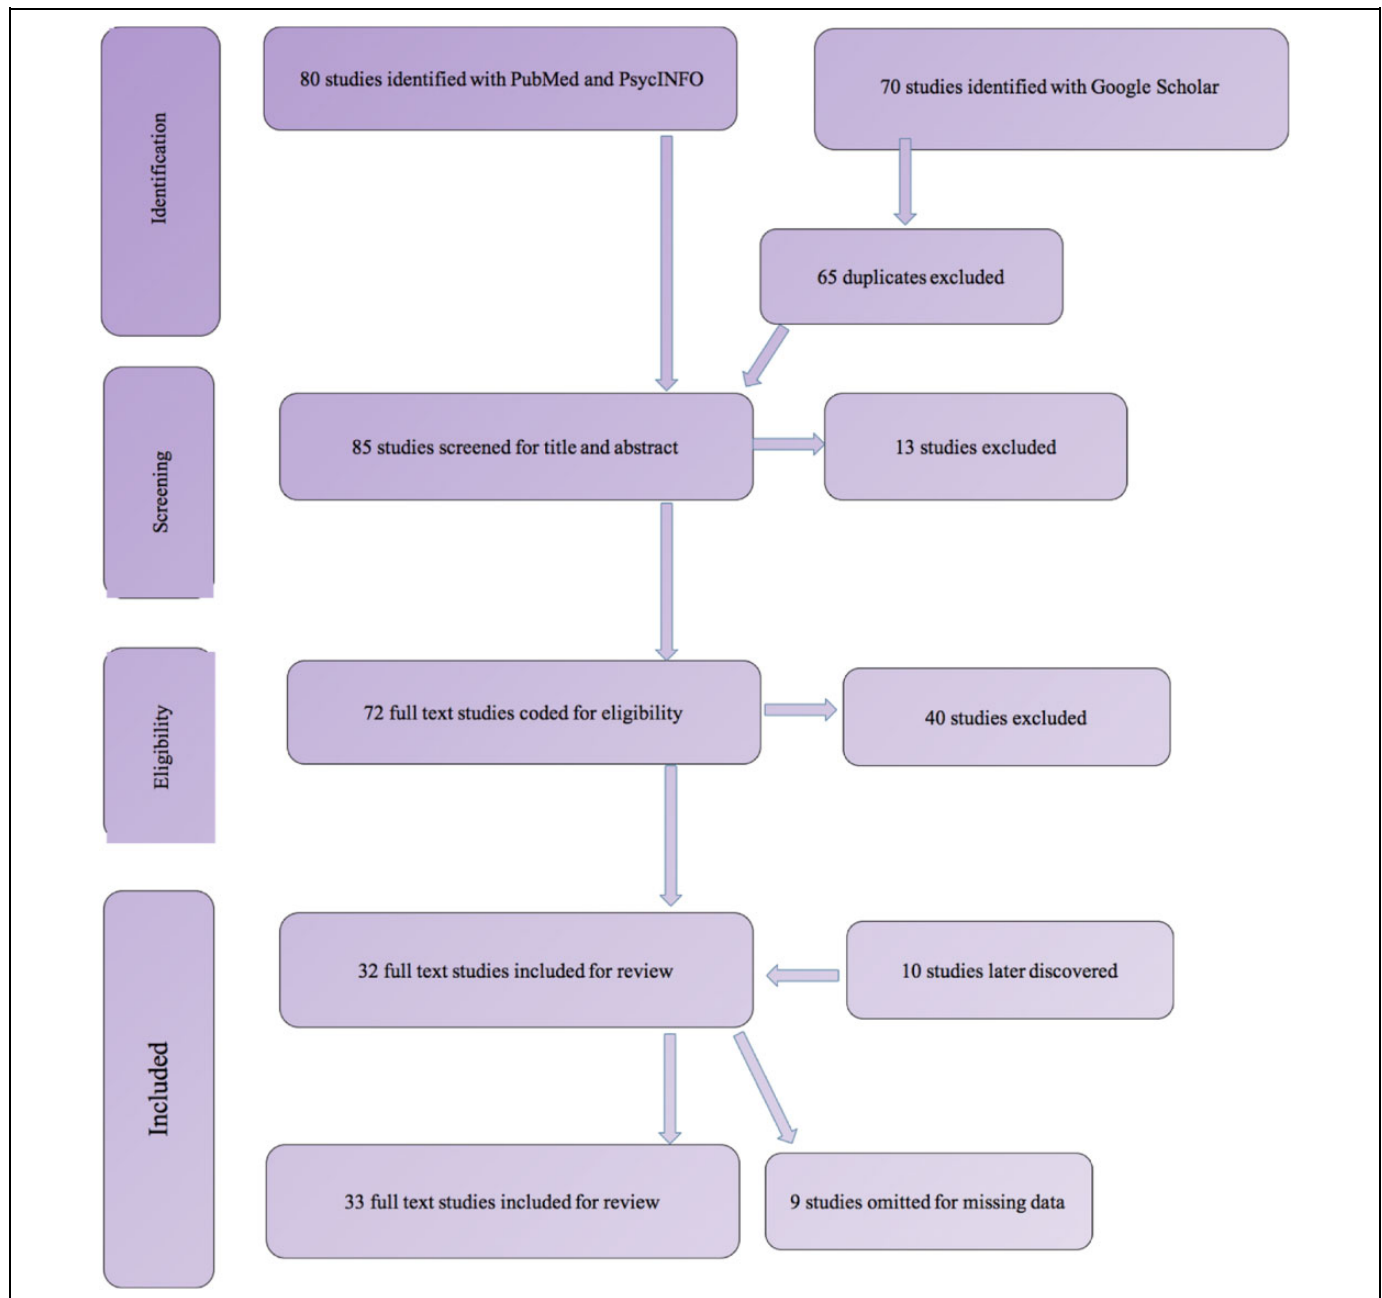 Identification
80 studies identified with PubMed and PsycINFO
70 studies identified with Google Scholar
65 duplicates excluded
Screening
85 studies screened for title and abstract
13 studies excluded
Eligibility
72 full text studies coded for eligibility
40 studies excluded
Included
32 full text studies included for review
10 studies later discovered
33 full text studies included for review
9 studies omitted for missing data